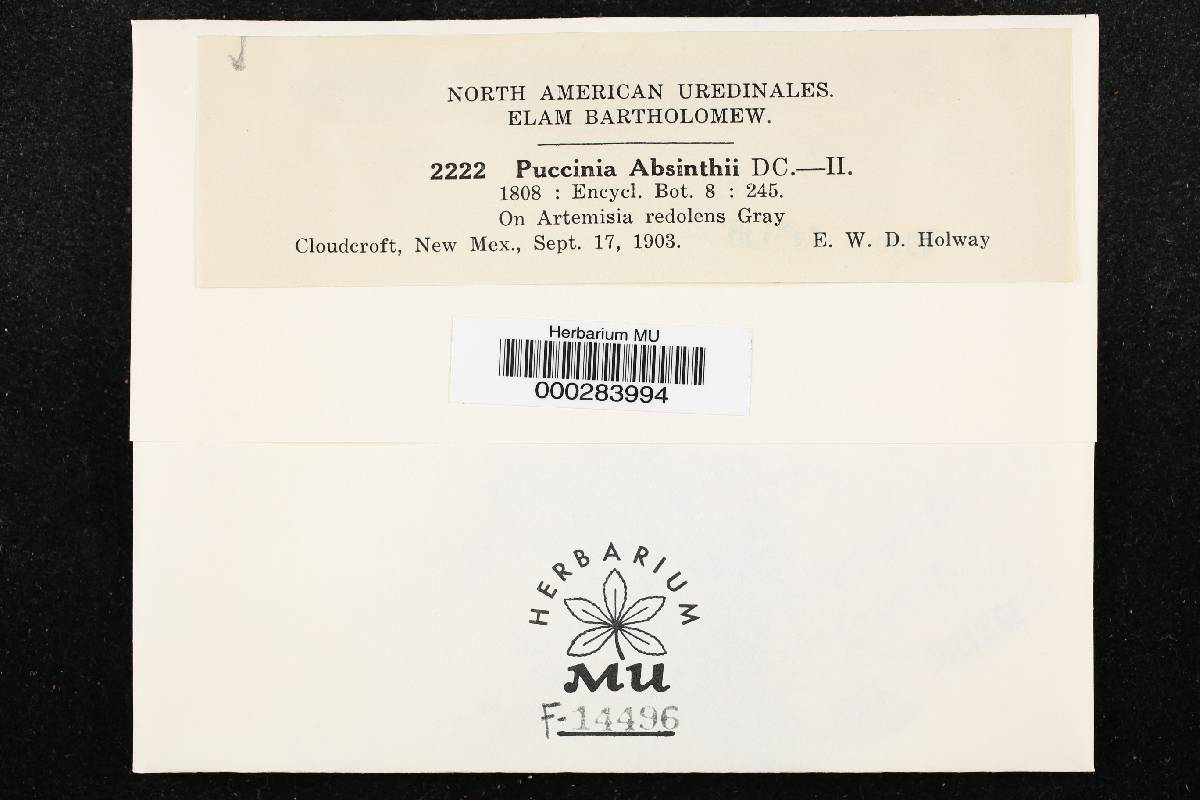 NORTH AMERICAN UREDINALES.
ELAM BARTHOLOMEW.
2222 Puccinia Absinthii DC.—II.
1808 : Encycl. Bot. 8 : 245.
On Artemisia redolens Gray
Cloudcroft, New Mex., Sept. 17, 1903. E. W. D. Holway
Herbarium MU
000283994
HERBARIUM
MU
F-14496